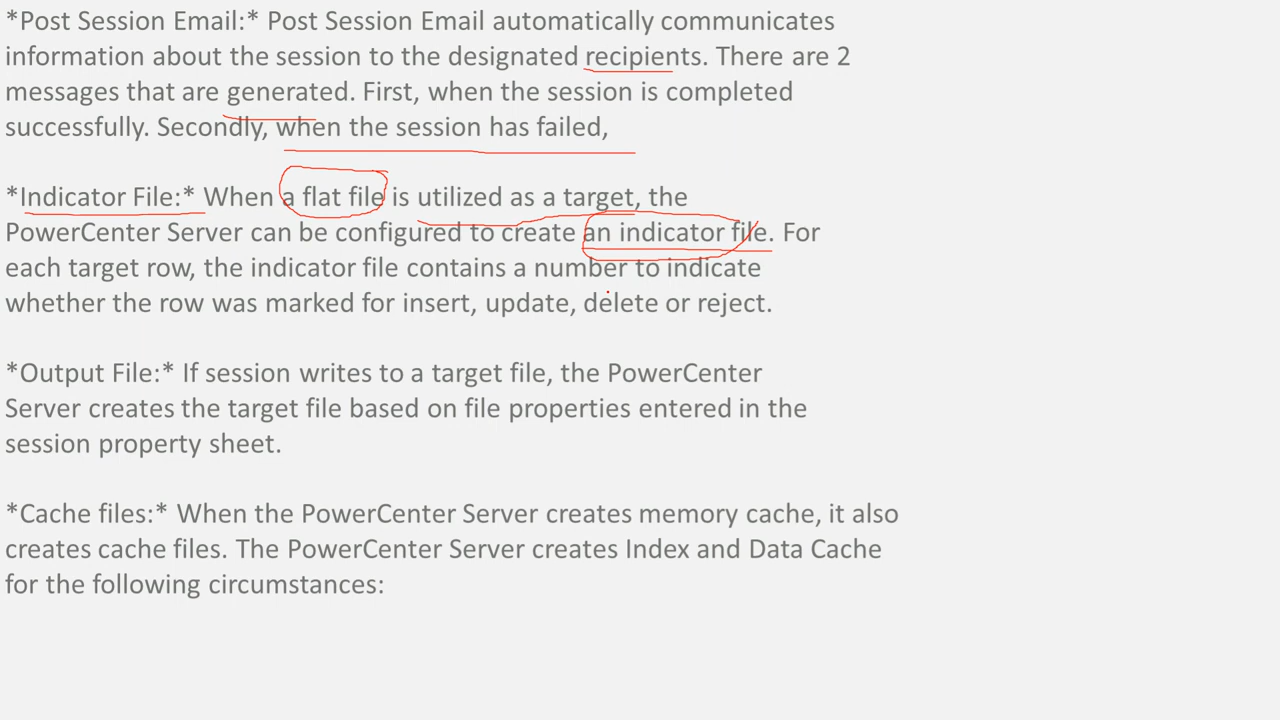 *Post Session Email:* Post Session Email automatically communicates
information about the session to the designated recipients. There are 2
messages that are generated. First, when the session is completed
successfully. Secondly, when the session has failed,
*Indicator File:* When a flat file is utilized as a target, the
PowerCenter Server can be configured to create an indicator file. For
each target row, the indicator file contains a number to indicate
whether the row was marked for insert, update, delete or reject.
*Output File:* If session writes to a target file, the PowerCenter
Server creates the target file based on file properties entered in the
session property sheet.
*Cache files:* When the PowerCenter Server creates memory cache, it also
creates cache files. The PowerCenter Server creates Index and Data Cache
for the following circumstances: